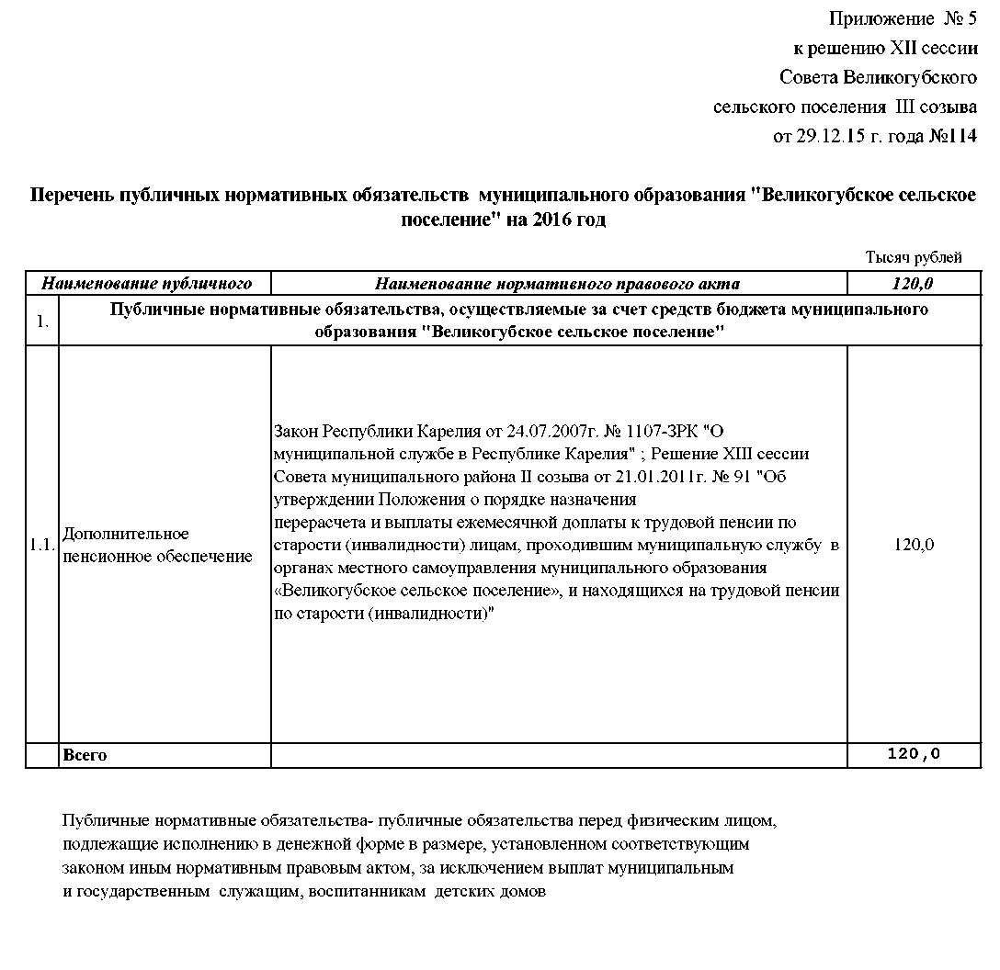 Приложение № 5
к решению XII сессии
Совета Великогубского
сельского поселения III созыва
от 29.12.15 г. года №114
Перечень публичных нормативных обязательств муниципального образования "Великогубское сельское
поселение" на 2016 год
Тысяч рублей
Наименование публичного Наименование нормативного правового акта 120,0
1. Публичные нормативные обязательства, осуществляемые за счет средств бюджета муниципального
образования "Великогубское сельское поселение"
Закон Республики Карелия от 24.07.2007г. № 1107-ЗРК "О
муниципальной службе в Республике Карелия" ; Решение XIII сессии
Совета муниципального района II созыва от 21.01.2011г. № 91 "Об
утверждении Положения о порядке назначения
перерасчета и выплаты ежемесячной доплаты к трудовой пенсии по
старости (инвалидности) лицам, проходившим муниципальную службу в
органах местного самоуправления муниципального образования
«Великогубское сельское поселение», и находящихся на трудовой пенсии
по старости (инвалидности)"
1.1. Дополнительное
пенсионное обеспечение
120,0
Всего 120,0
Публичные нормативные обязательства- публичные обязательства перед физическим лицом,
подлежащие исполнению в денежной форме в размере, установленном соответствующим
законом иным нормативным правовым актом, за исключением выплат муниципальным
и государственным служащим, воспитанникам детских домов